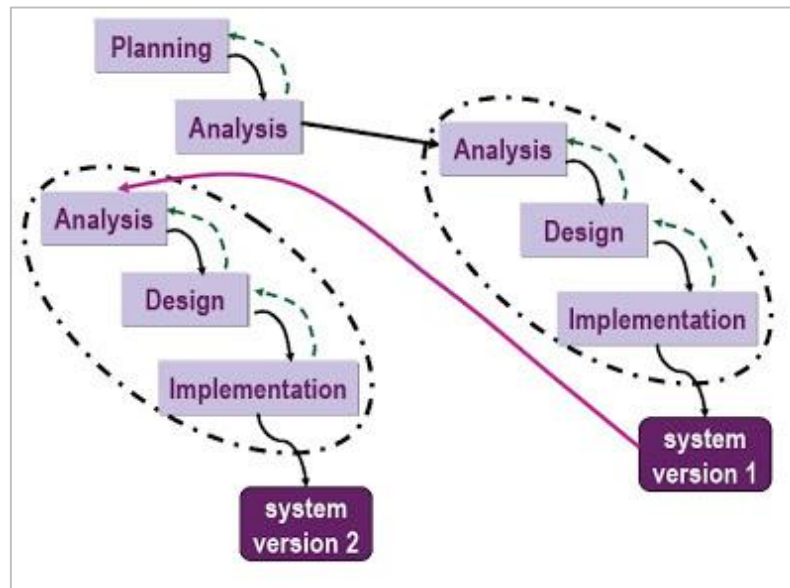 Planning
Analysis
Analysis
Design
Implementation
system
version 1
Analysis
Design
Implementation
system
version 2